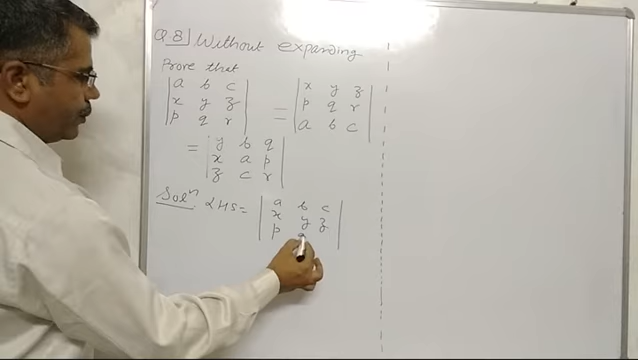 Q.8] Without expanding
Prove that
| a b c | = | x y z |
| x y z | | p q r |
| p q r | | a b c |
= | y b q |
| x a p |
| z c r |
Solⁿ LHS = | a b c |
| x y z |
| p